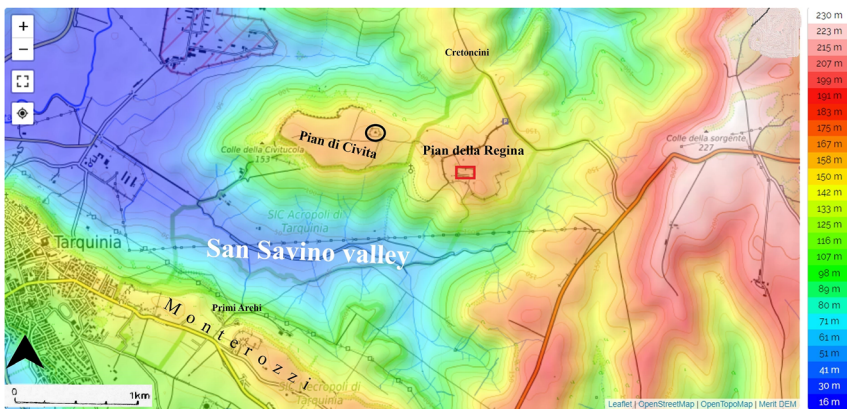 +
−
Cretoncini
Pian di Civita
Colle della Civitucola
153
Pian della Regina
Colle della sorgente
227
SIC Acropoli di
Tarquinia
Tarquinia
San Savino valley
Primi Archi
Monterozzi
SIC Necropoli di
Tarquinia
0 1km
Leaflet | OpenStreetMap | OpenTopoMap | Merit DEM
230 m
223 m
215 m
207 m
199 m
191 m
183 m
175 m
167 m
158 m
150 m
142 m
133 m
125 m
116 m
107 m
98 m
89 m
80 m
71 m
61 m
51 m
41 m
30 m
16 m